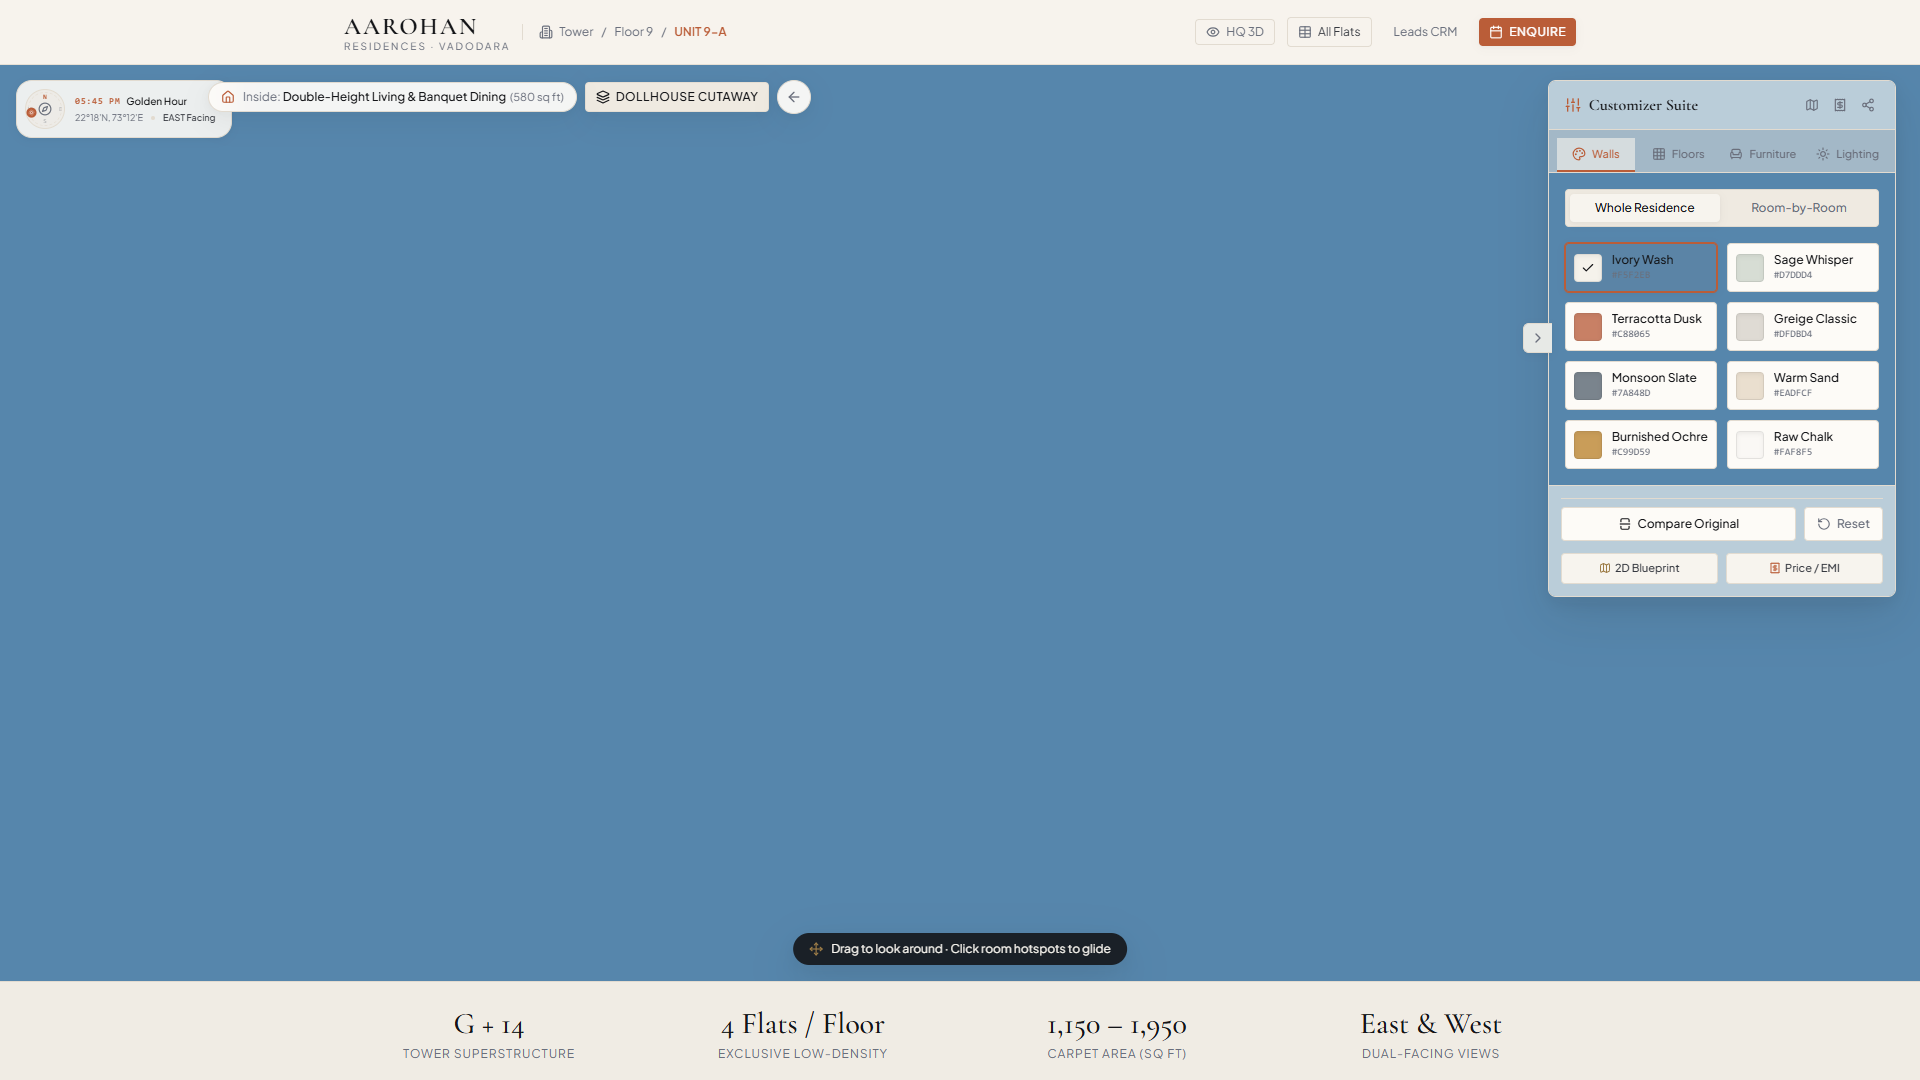 AAROHAN
RESIDENCES · VADODARA
Tower / Floor 9 / UNIT 9-A
HQ 3D
All Flats
Leads CRM
ENQUIRE
N
05:45 PM Golden Hour
22°18'N, 73°12'E • EAST Facing
Inside: Double-Height Living & Banquet Dining (580 sq ft)
DOLLHOUSE CUTAWAY
Customizer Suite
Walls
Floors
Furniture
Lighting
Whole Residence
Room-by-Room
Ivory Wash
Sage Whisper
#D7DDD4
Terracotta Dusk
#C88065
Greige Classic
#DFDBD4
Monsoon Slate
#7A848D
Warm Sand
#EADFCF
Burnished Ochre
#C99D59
Raw Chalk
#FAF8F5
Compare Original
Reset
2D Blueprint
Price / EMI
Drag to look around · Click room hotspots to glide
G + 14
TOWER SUPERSTRUCTURE
4 Flats / Floor
EXCLUSIVE LOW-DENSITY
1,150 – 1,950
CARPET AREA (SQ FT)
East & West
DUAL-FACING VIEWS